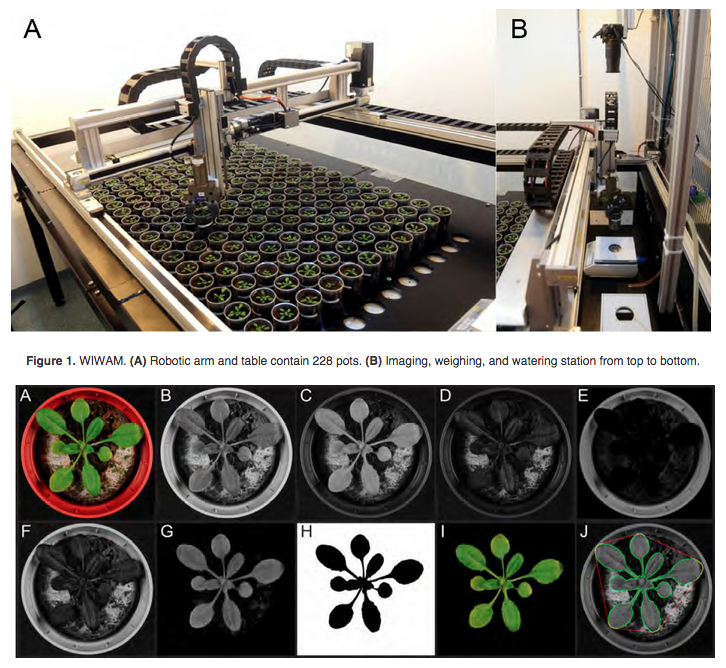 A
B
Figure 1. WIWAM. (A) Robotic arm and table contain 228 pots. (B) Imaging, weighing, and watering station from top to bottom.
A B C D E
F G H I J